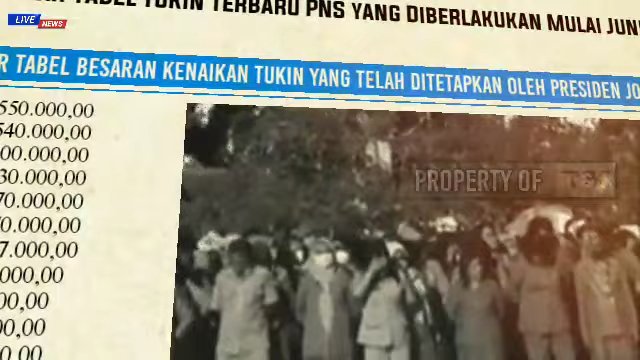 LIVE
NEWS
TABEL TUKIN TERBARU PNS YANG DIBERLAKUKAN MULAI
TABEL BESARAN KENAIKAN TUKIN YANG TELAH DITETAPKAN OLEH PRESIDEN
550.000,00
540.000,00
00.000,00
30.000,00
70.000,00
0.000,00
7.000,00
000,00
00,00
00,00
0,00
PROPERTY OF